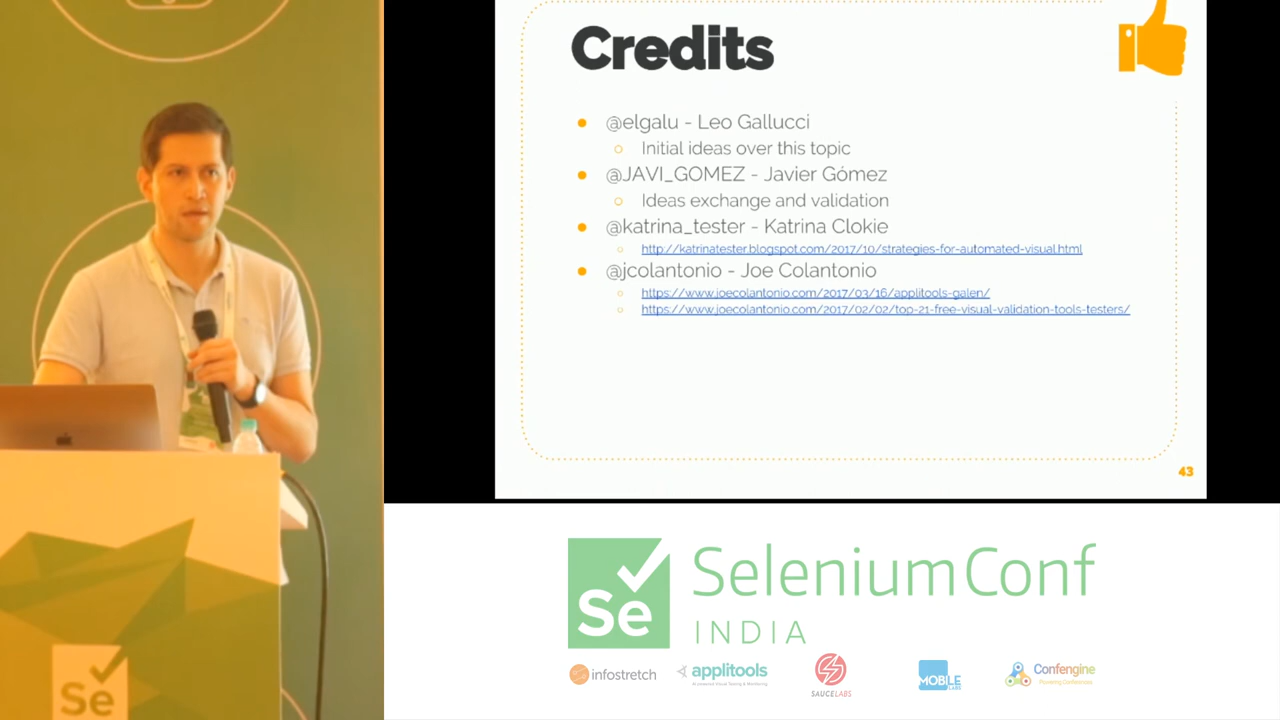 Credits
@elgalu - Leo Gallucci
Initial ideas over this topic
@JAVI_GOMEZ - Javier Gómez
Ideas exchange and validation
@katrina_tester - Katrina Clokie
http://katrinatester.blogspot.com/2017/10/strategies-for-automated-visual.html
@jcolantonio - Joe Colantonio
https://www.joecolantonio.com/2017/03/16/applitools-galen/
https://www.joecolantonio.com/2017/02/02/top-21-free-visual-validation-tools-testers/
43
Se
SeleniumConf
INDIA
infostretch
applitools
SAUCELABS
MOBILE
LABS
Confengine
Powering Conferences
Se